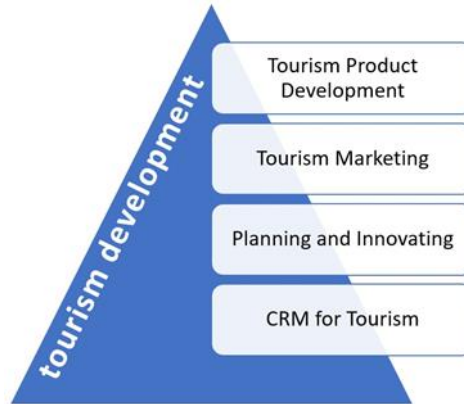 tourism development
Tourism Product
Development
Tourism Marketing
Planning and Innovating
CRM for Tourism